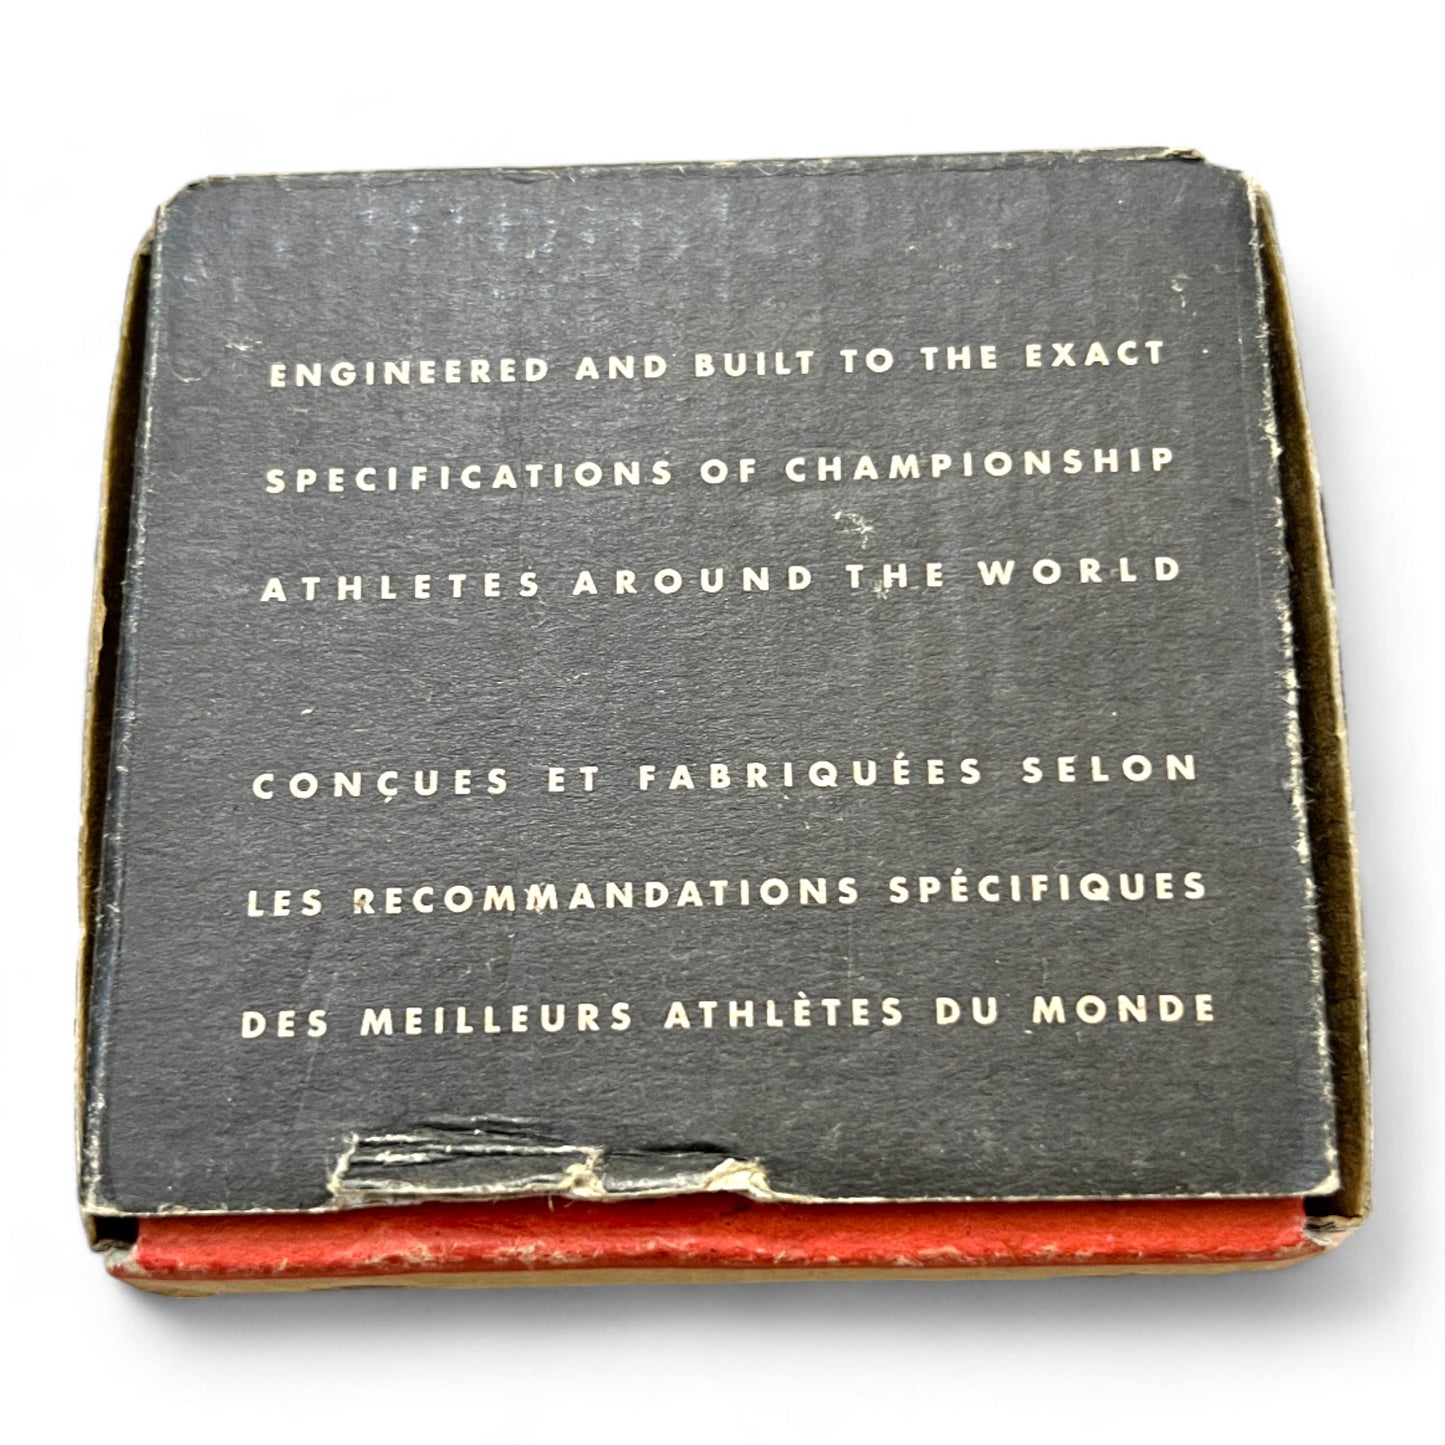 ENGINEERED AND BUILT TO THE EXACT
SPECIFICATIONS OF CHAMPIONSHIP
ATHLETES AROUND THE WORLD
CONÇUES ET FABRIQUÉES SELON
LES RECOMMANDATIONS SPÉCIFIQUES
DES MEILLEURS ATHLÈTES DU MONDE